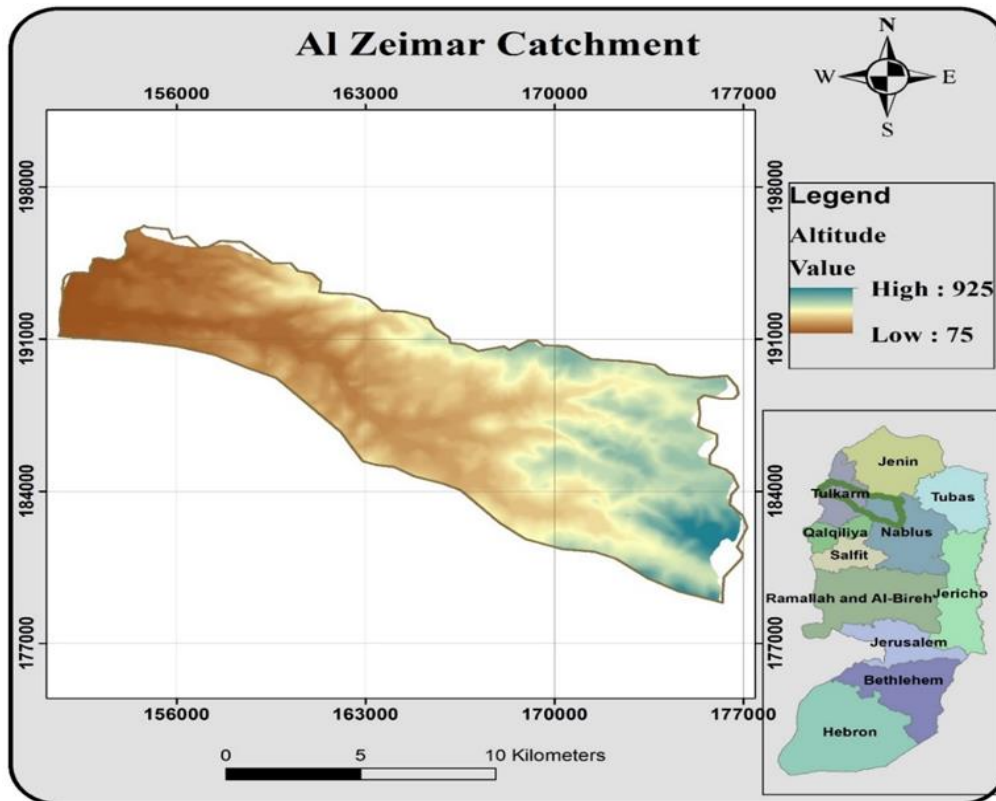 Al Zeimar Catchment
N
W E
S
156000 163000 170000 177000
198000 198000
191000 191000
184000 184000
177000 177000
156000 163000 170000 177000
0 5 10 Kilometers
Legend
Altitude
Value
High : 925
Low : 75
Jenin
Tulkarm
Tubas
Nablus
Qalqiliya
Salfit
Ramallah and Al-Bireh
Jericho
Jerusalem
Bethlehem
Hebron